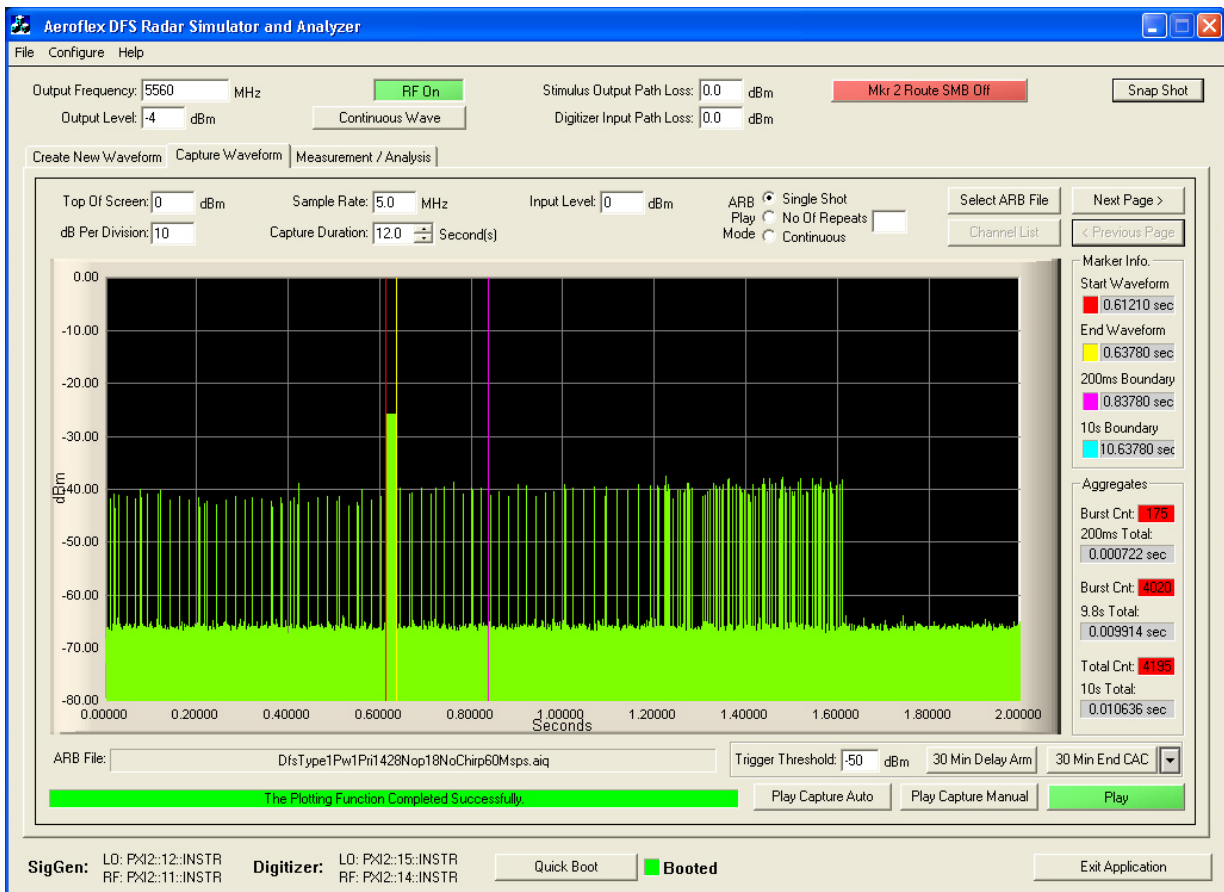 Aeroflex DFS Radar Simulator and Analyzer
File Configure Help
Output Frequency: 5560 MHz
RF On
Stimulus Output Path Loss: 0.0 dBm
Mkr 2 Route SMB Off
Snap Shot
Output Level: -4 dBm
Continuous Wave
Digitizer Input Path Loss: 0.0 dBm
Create New Waveform
Capture Waveform
Measurement / Analysis
Top Of Screen: 0 dBm
Sample Rate: 5.0 MHz
Input Level: 0 dBm
ARB Play Mode
Single Shot
No Of Repeats
Continuous
Select ARB File
Next Page >
dB Per Division: 10
Capture Duration: 12.0 Second(s)
Channel List
< Previous Page
0.00
-10.00
-20.00
-30.00
-40.00
-50.00
-60.00
-70.00
-80.00
dBm
0.00000 0.20000 0.40000 0.60000 0.80000 1.00000 1.20000 1.40000 1.60000 1.80000 2.00000
Seconds
Marker Info.
Start Waveform
0.61210 sec
End Waveform
0.63780 sec
200ms Boundary
0.83780 sec
10s Boundary
10.63780 sec
Aggregates
Burst Cnt: 175
200ms Total:
0.000722 sec
Burst Cnt: 4020
9.8s Total:
0.009914 sec
Total Cnt: 4195
10s Total:
0.010636 sec
ARB File: DfsType1Pw1Pri1428Nop18NoChirp60Msps.aiq
Trigger Threshold: -50 dBm
30 Min Delay Arm
30 Min End CAC
The Plotting Function Completed Successfully.
Play Capture Auto
Play Capture Manual
Play
SigGen:
LO: PXI2::12::INSTR
RF: PXI2::11::INSTR
Digitizer:
LO: PXI2::15::INSTR
RF: PXI2::14::INSTR
Quick Boot
Booted
Exit Application